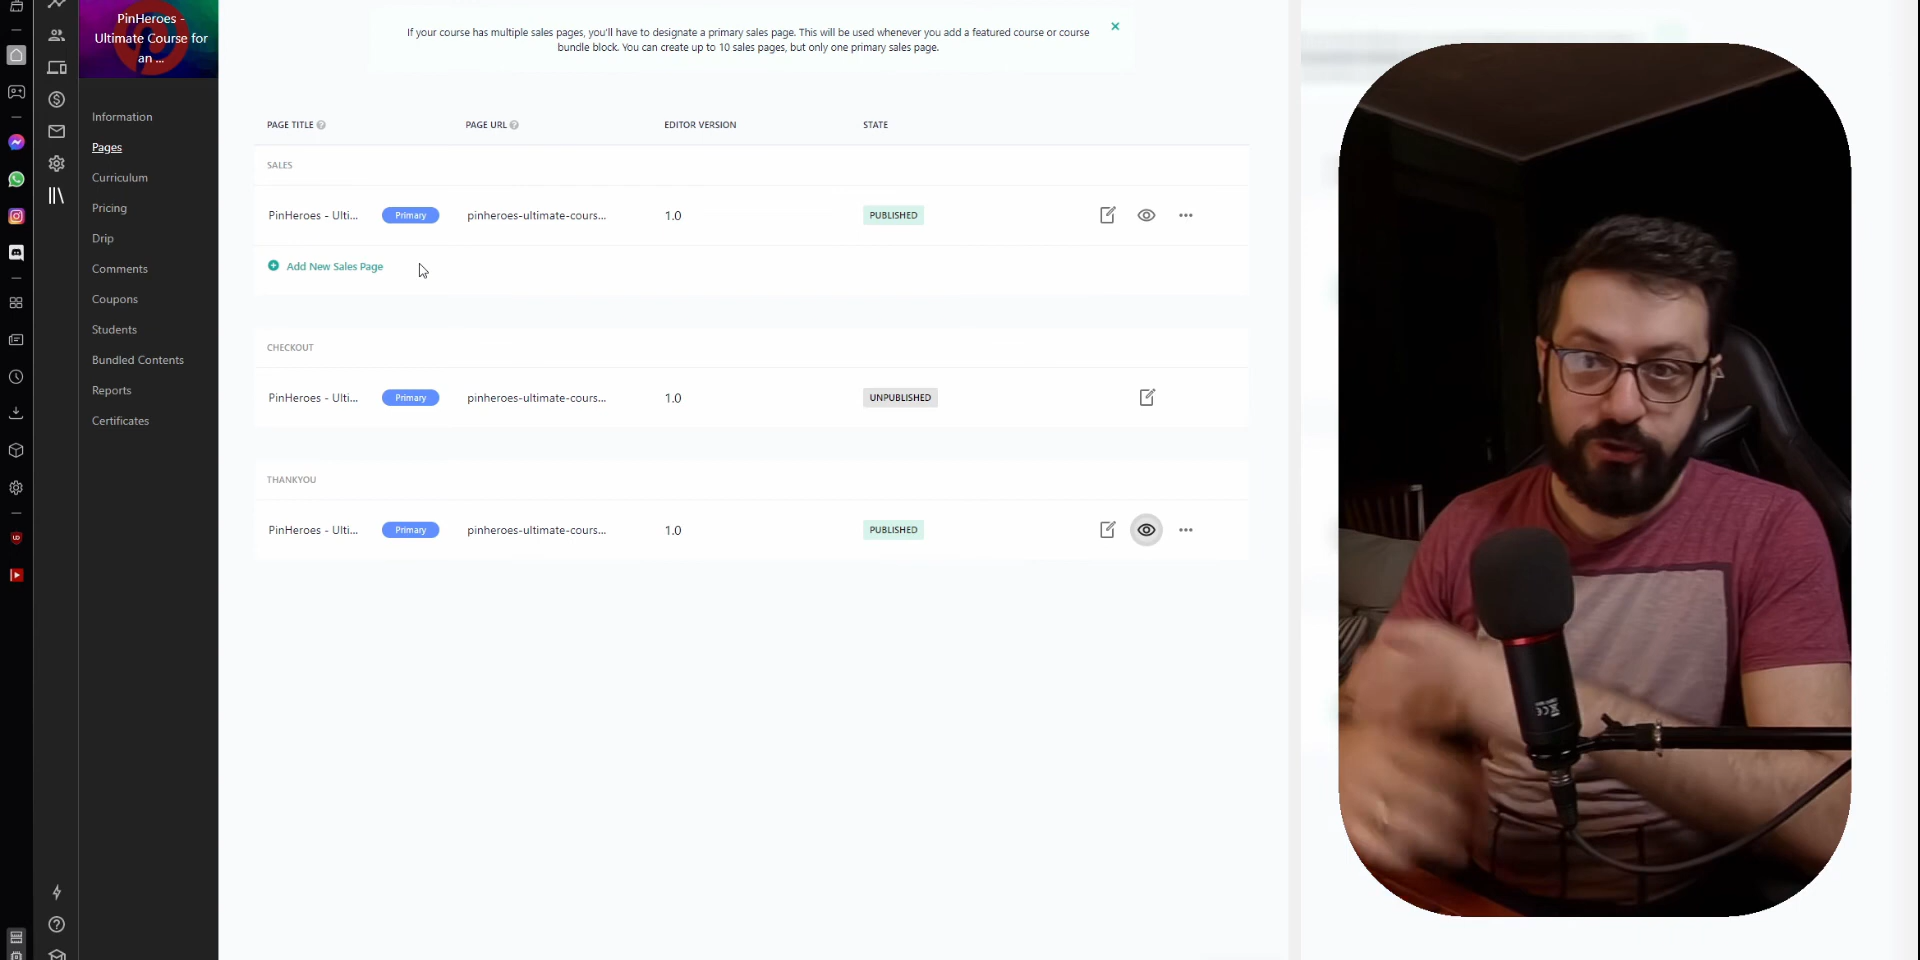 PinHeroes -
Ultimate Course for
an ...
Information
Pages
Curriculum
Pricing
Drip
Comments
Coupons
Students
Bundled Contents
Reports
Certificates
If your course has multiple sales pages, you'll have to designate a primary sales page. This will be used whenever you add a featured course or course
bundle block. You can create up to 10 sales pages, but only one primary sales page.
PAGE TITLE PAGE URL EDITOR VERSION STATE
SALES
PinHeroes - Ulti... Primary pinheroes-ultimate-cours... 1.0 PUBLISHED
Add New Sales Page
CHECKOUT
PinHeroes - Ulti... Primary pinheroes-ultimate-cours... 1.0 UNPUBLISHED
THANKYOU
PinHeroes - Ulti... Primary pinheroes-ultimate-cours... 1.0 PUBLISHED